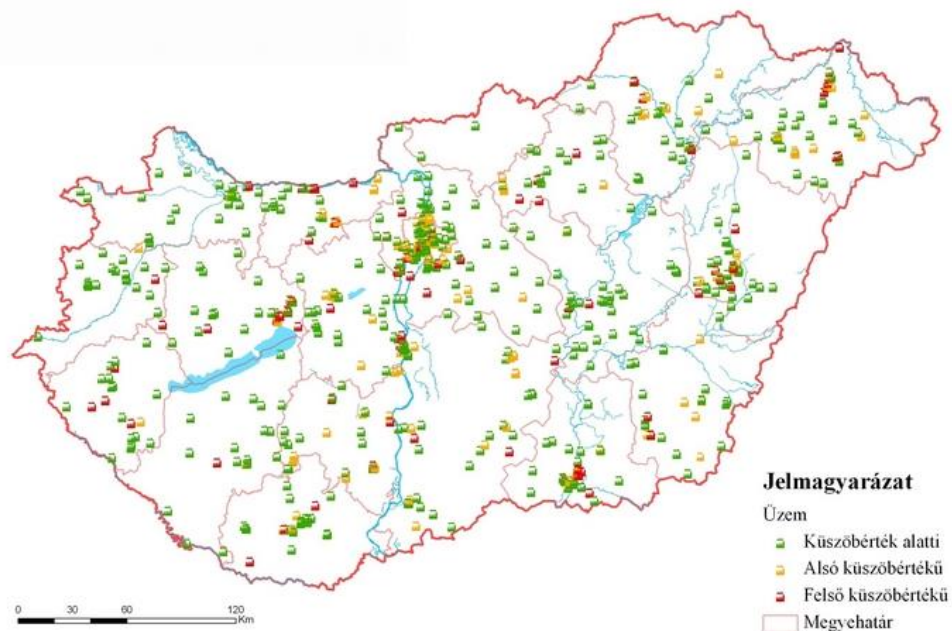 Jelmagyarázat
Üzem
Küszöbérték alatti
Alsó küszöbértékű
Felső küszöbértékű
Megyehatár
0 30 60 120
Km